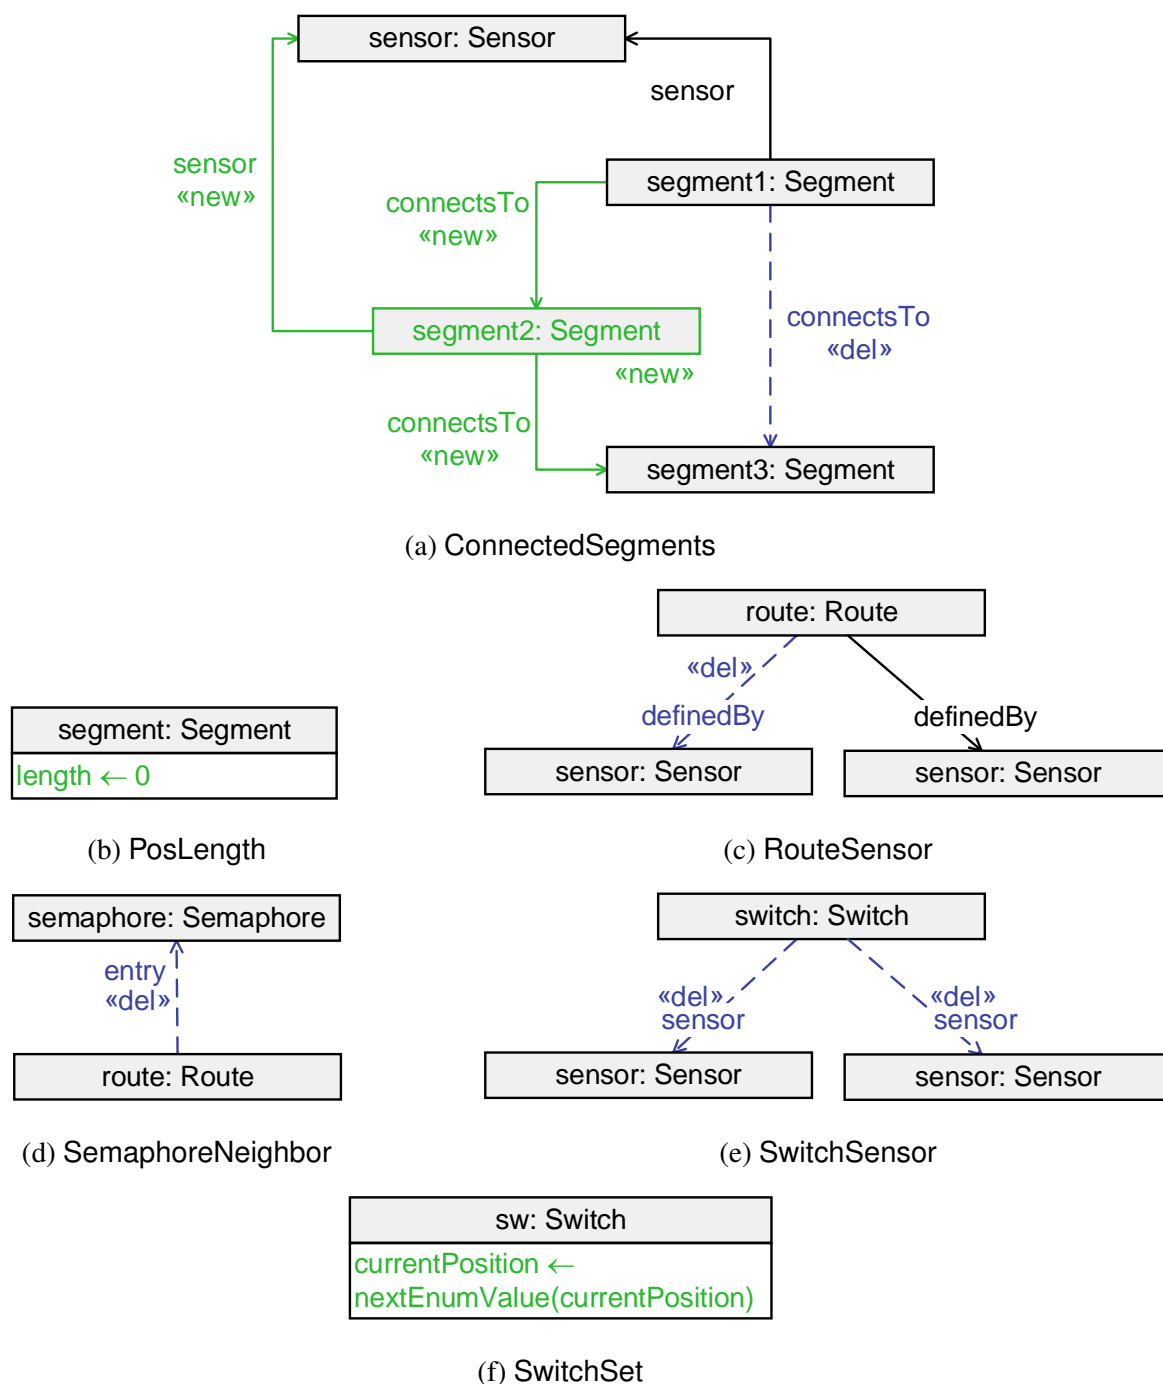 sensor: Sensor
sensor
sensor
«new»
segment1: Segment
connectsTo
«new»
segment2: Segment
«new»
connectsTo
«del»
connectsTo
«new»
segment3: Segment
(a) ConnectedSegments
route: Route
«del»
definedBy
definedBy
sensor: Sensor
sensor: Sensor
segment: Segment
length ← 0
(b) PosLength
(c) RouteSensor
semaphore: Semaphore
entry
«del»
route: Route
switch: Switch
«del»
sensor
«del»
sensor
sensor: Sensor
sensor: Sensor
(d) SemaphoreNeighbor
(e) SwitchSensor
sw: Switch
currentPosition ←
nextEnumValue(currentPosition)
(f) SwitchSet